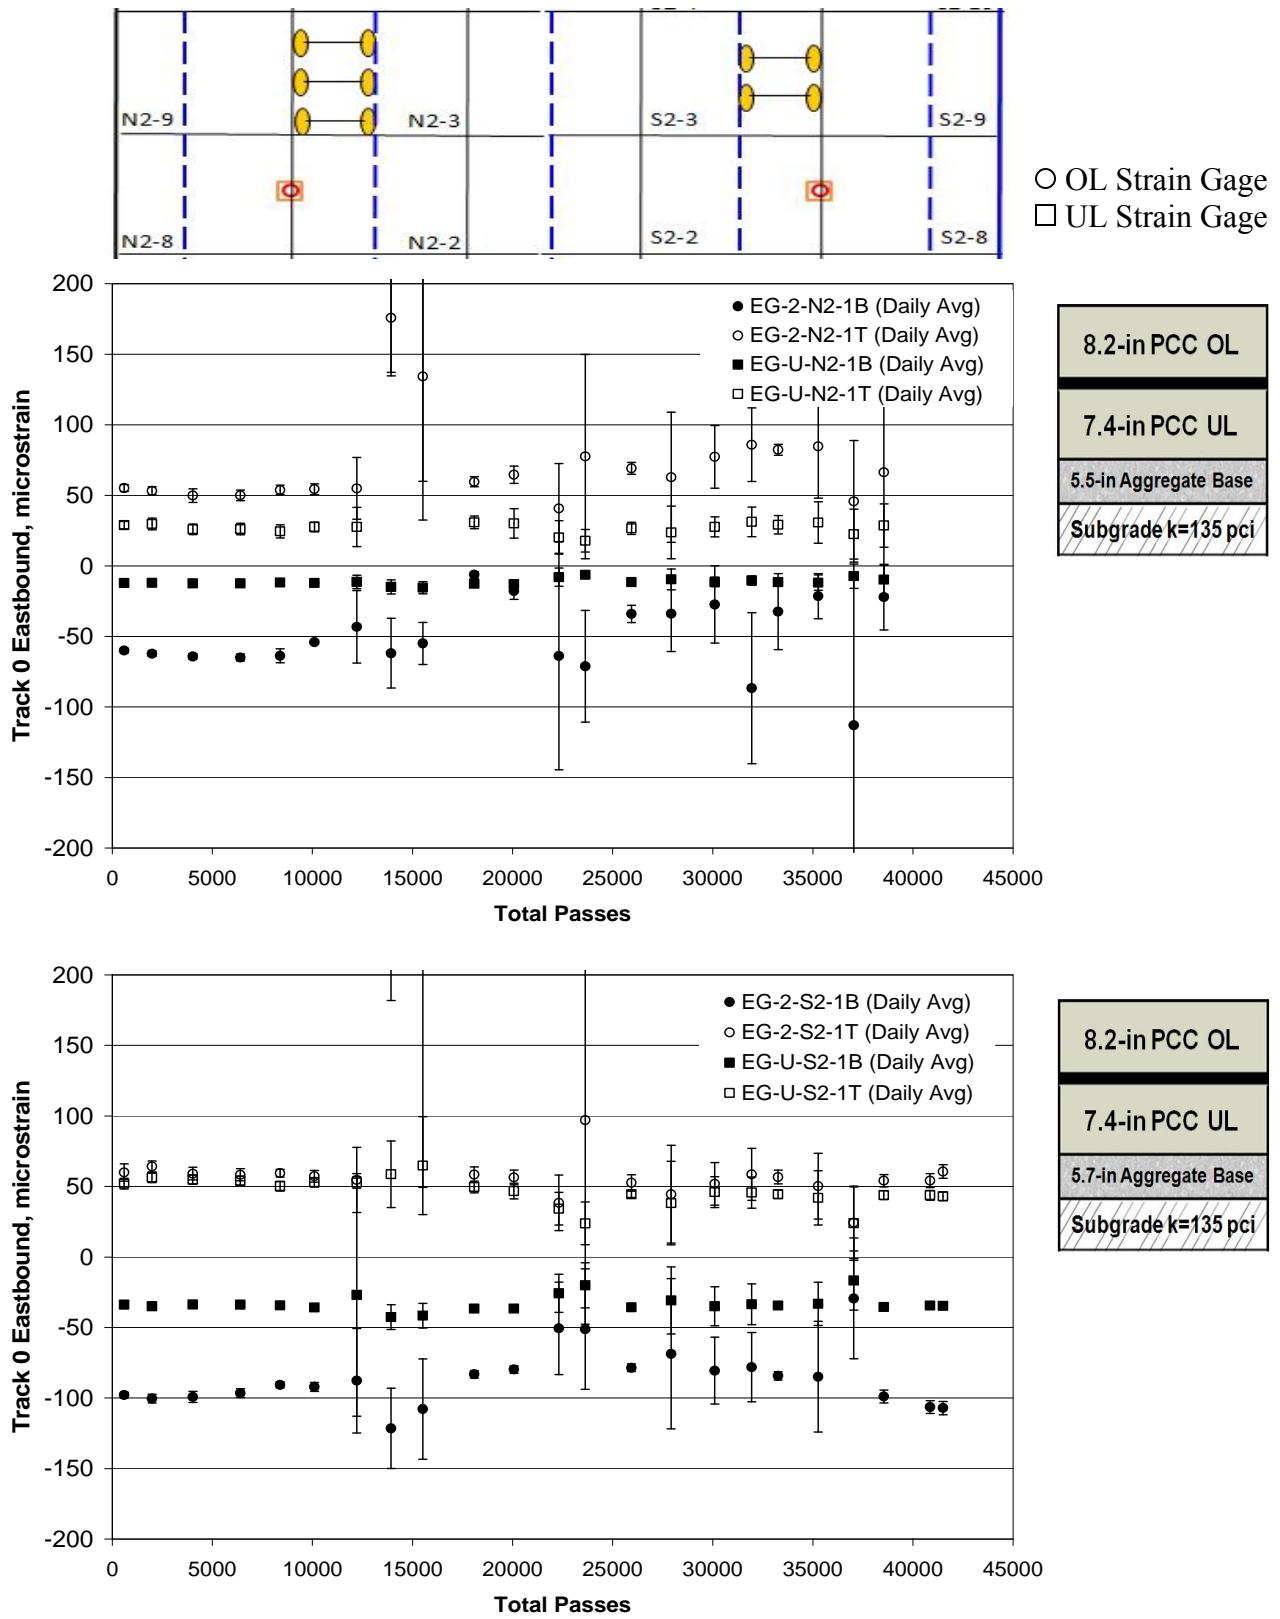 N2-9 N2-3 S2-3 S2-9
N2-8 N2-2 S2-2 S2-8
OL Strain Gage
UL Strain Gage
200
150
100
50
0
-50
-100
-150
-200
Track 0 Eastbound, microstrain
EG-2-N2-1B (Daily Avg)
EG-2-N2-1T (Daily Avg)
EG-U-N2-1B (Daily Avg)
EG-U-N2-1T (Daily Avg)
0 5000 10000 15000 20000 25000 30000 35000 40000 45000
Total Passes
8.2-in PCC OL
7.4-in PCC UL
5.5-in Aggregate Base
Subgrade k=135 pci
200
150
100
50
0
-50
-100
-150
-200
Track 0 Eastbound, microstrain
EG-2-S2-1B (Daily Avg)
EG-2-S2-1T (Daily Avg)
EG-U-S2-1B (Daily Avg)
EG-U-S2-1T (Daily Avg)
0 5000 10000 15000 20000 25000 30000 35000 40000 45000
Total Passes
8.2-in PCC OL
7.4-in PCC UL
5.7-in Aggregate Base
Subgrade k=135 pci